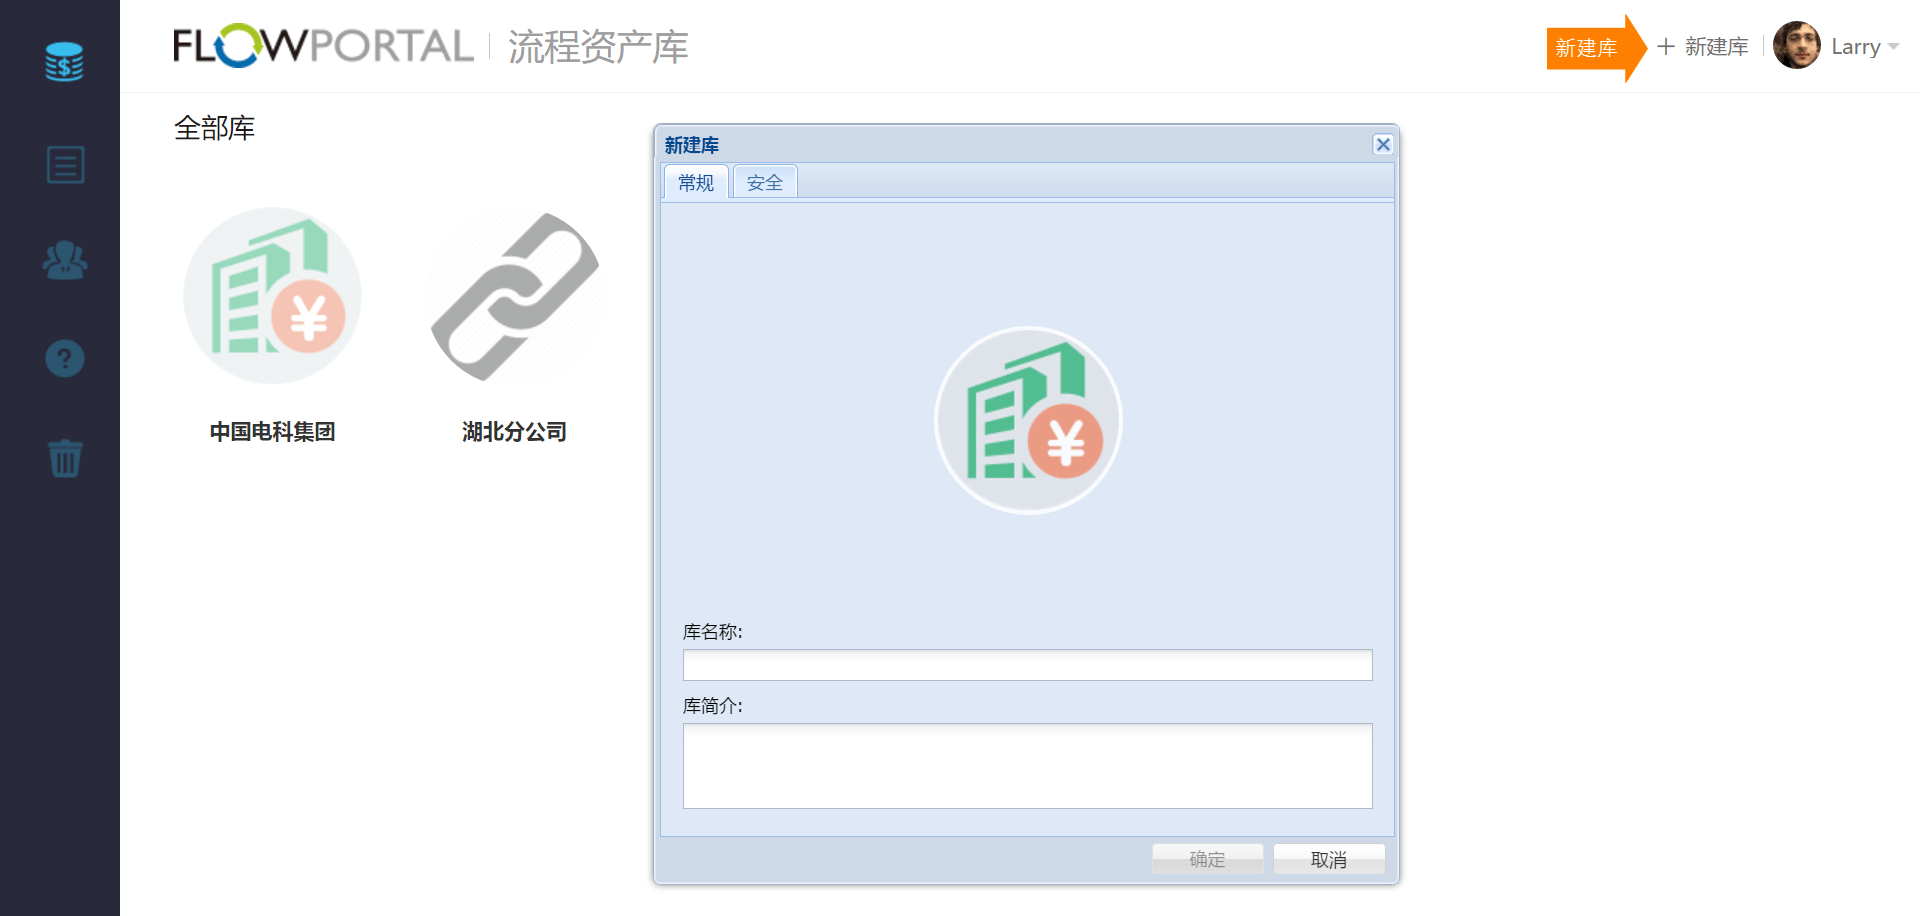 FLOWPORTAL 流程资产库
新建库
新建库
Larry
全部库
中国电科集团
湖北分公司
新建库
常规
安全
库名称:
库简介:
确定
取消